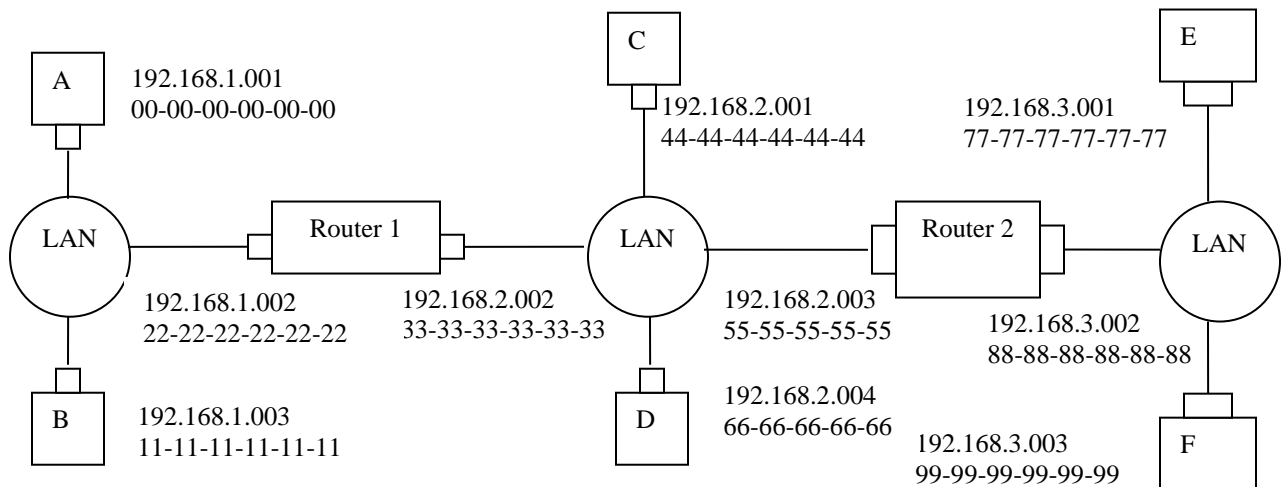 C
E
A
192.168.1.001
00-00-00-00-00-00
192.168.2.001
44-44-44-44-44-44
192.168.3.001
77-77-77-77-77-77
LAN
Router 1
LAN
Router 2
LAN
192.168.1.002
22-22-22-22-22-22
192.168.2.002
33-33-33-33-33-33
192.168.2.003
55-55-55-55-55
192.168.3.002
88-88-88-88-88-88
B
192.168.1.003
11-11-11-11-11-11
D
192.168.2.004
66-66-66-66-66
192.168.3.003
99-99-99-99-99-99
F